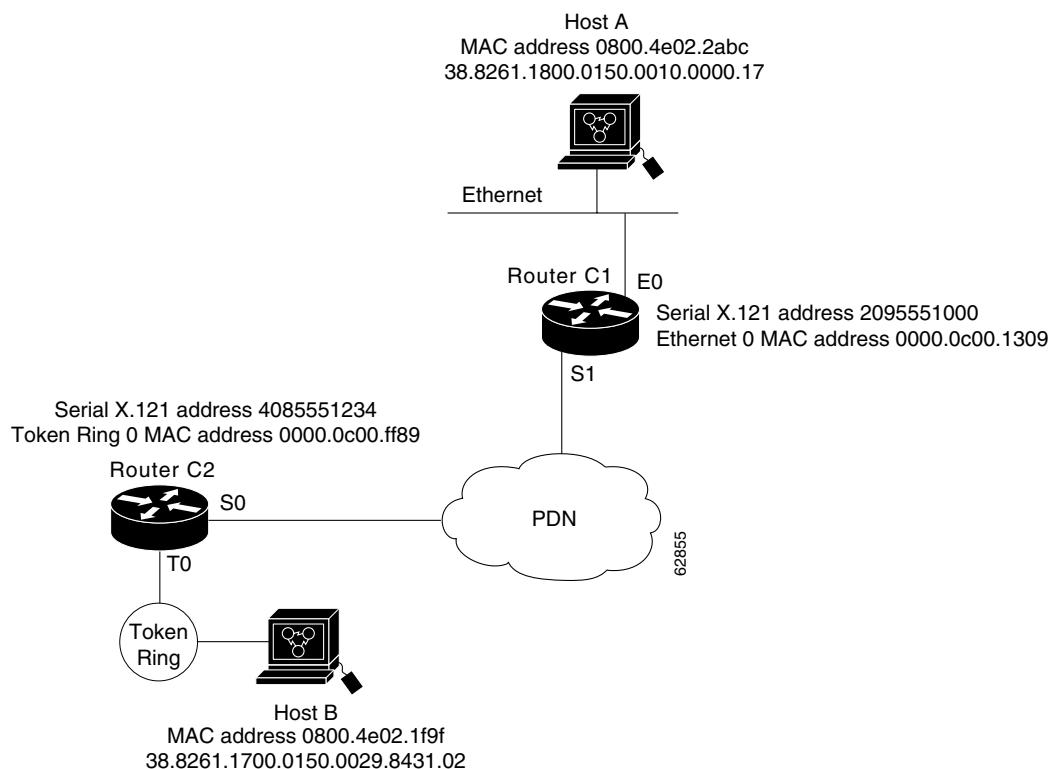 Host A
MAC address 0800.4e02.2abc
38.8261.1800.0150.0010.0000.17
Ethernet
Router C1
E0
Serial X.121 address 2095551000
Ethernet 0 MAC address 0000.0c00.1309
S1
Serial X.121 address 4085551234
Token Ring 0 MAC address 0000.0c00.ff89
Router C2
S0
PDN
62855
T0
Token
Ring
Host B
MAC address 0800.4e02.1f9f
38.8261.1700.0150.0029.8431.02